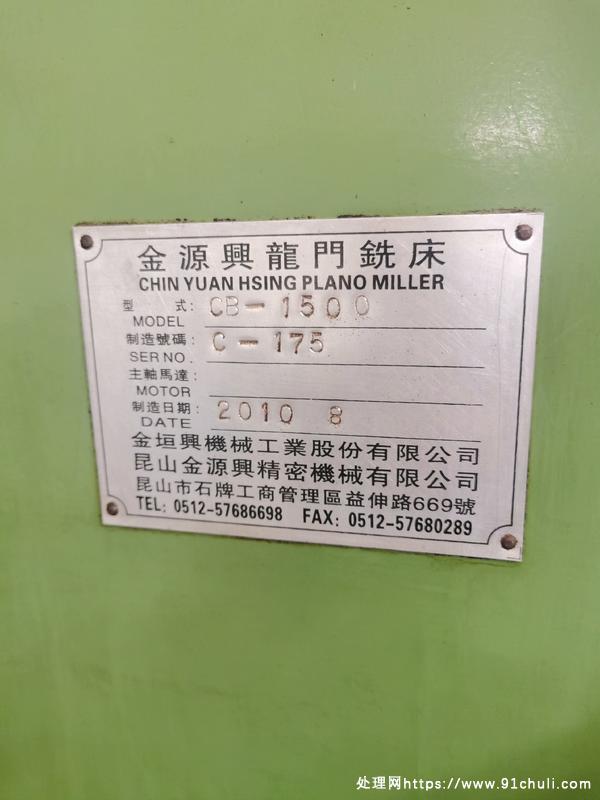 金源興龍門銑床
CHIN YUAN HSING PLANO MILLER
型 式: CB-1500
MODEL
制造號碼: C-175
SER NO.
主軸馬達:
MOTOR
制造日期: 2010 8
DATE
金垣興機械工業股份有限公司
昆山金源興精密機械有限公司
昆山市石牌工商管理區益伸路669號
TEL: 0512-57686698 FAX: 0512-57680289
处理网https://www.91chuli.com